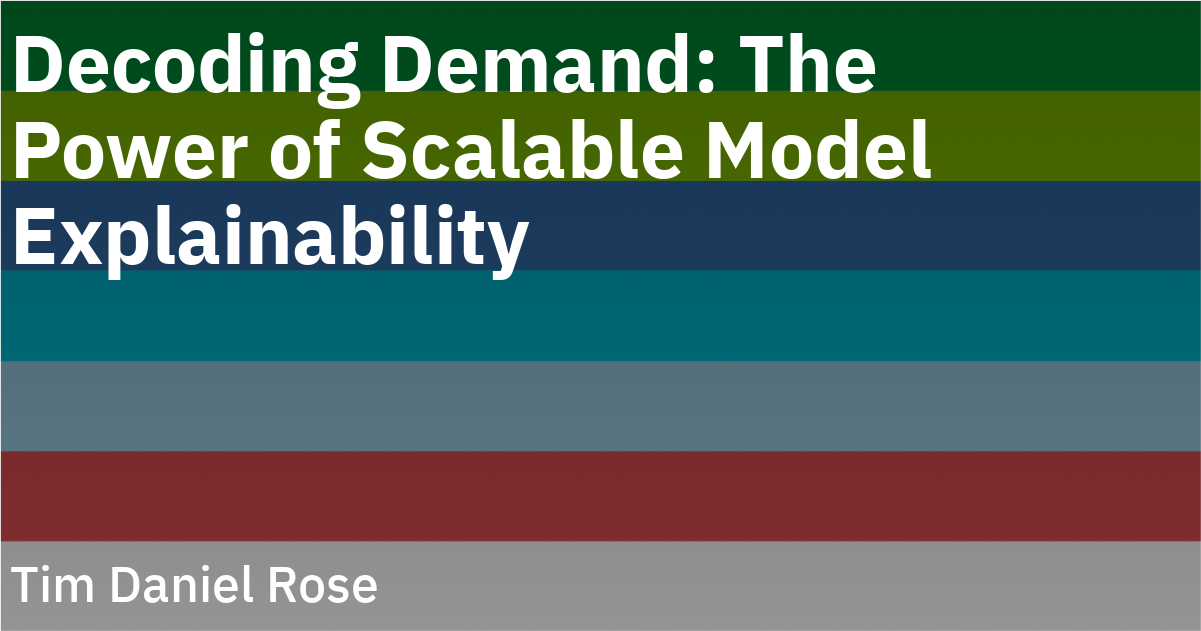 Decoding Demand: The
Power of Scalable Model
Explainability
Tim Daniel Rose